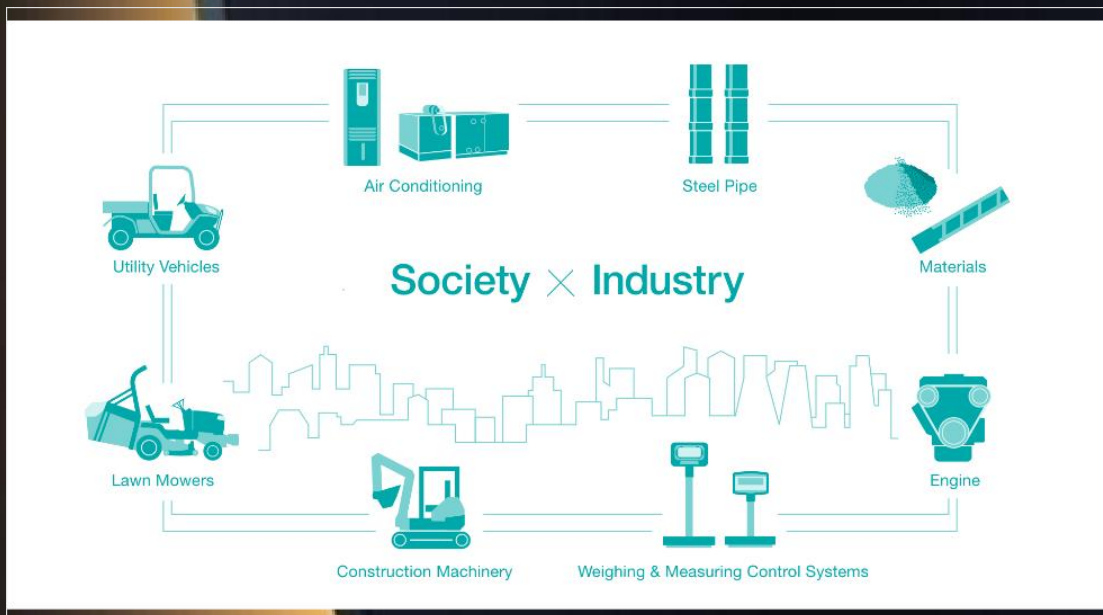 Air Conditioning
Steel Pipe
Utility Vehicles
Materials
Society × Industry
Lawn Mowers
Engine
Construction Machinery
Weighing & Measuring Control Systems